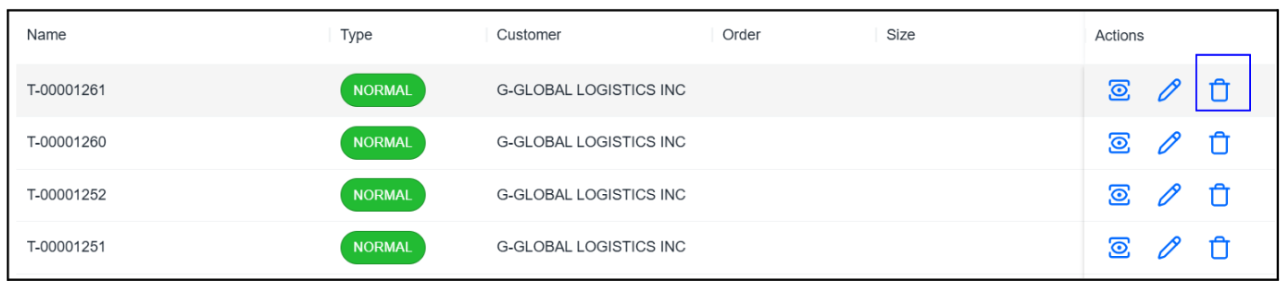 Name Type Customer Order Size Actions
T-00001261 NORMAL G-GLOBAL LOGISTICS INC
T-00001260 NORMAL G-GLOBAL LOGISTICS INC
T-00001252 NORMAL G-GLOBAL LOGISTICS INC
T-00001251 NORMAL G-GLOBAL LOGISTICS INC